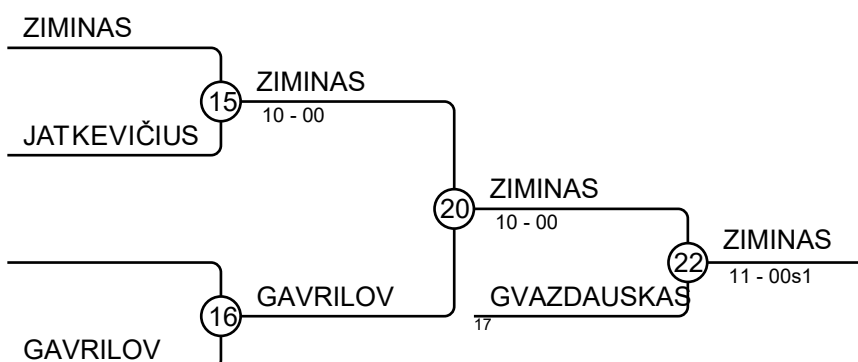 ZIMINAS
15
ZIMINAS
10 - 00
JATKEVIČIUS
20
ZIMINAS
10 - 00
22
ZIMINAS
11 - 00s1
16
GAVRILOV
GVAZDAUSKAS
17
GAVRILOV